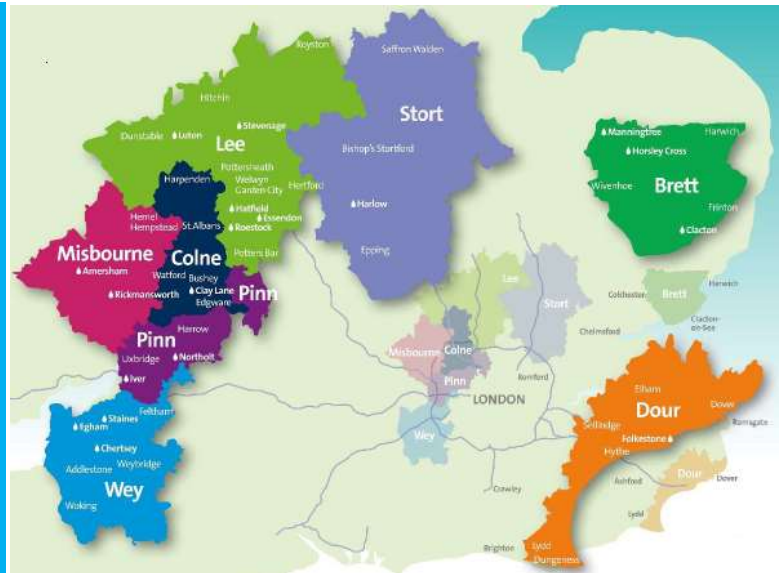 Royston
Saffron Walden
Hitchin
Stevenage
Dunstable
Luton
Lee
Stort
Manningtree
Harwich
Bishop's Stortford
Horsley Cross
Pottersheath
Welwyn
Garden City
Harpenden
Hertford
Wivenhoe
Brett
Harlow
Frinton
Hatfield
Essendon
Hemel
Hempstead
St.Albans
Roestock
Clacton
Misbourne
Colne
Potters Bar
Epping
Amersham
Watford
Bushey
Lee
Rickmansworth
Clay Lane
Pinn
Edgware
Stort
Colchester
Brett
Harwich
Clacton-
on-Sea
Pinn
Harrow
Chelmsford
Misbourne
Colne
Uxbridge
Northolt
Iver
Pinn
Romford
LONDON
Elham
Feltham
Staines
Egham
Wey
Dour
Dover
Sellindge
Ramsgate
Folkestone
Chertsey
Hythe
Addlestone
Weybridge
Wey
Dour
Dover
Ashford
Crawley
Woking
Lydd
Brighton
Lydd
Dungeness